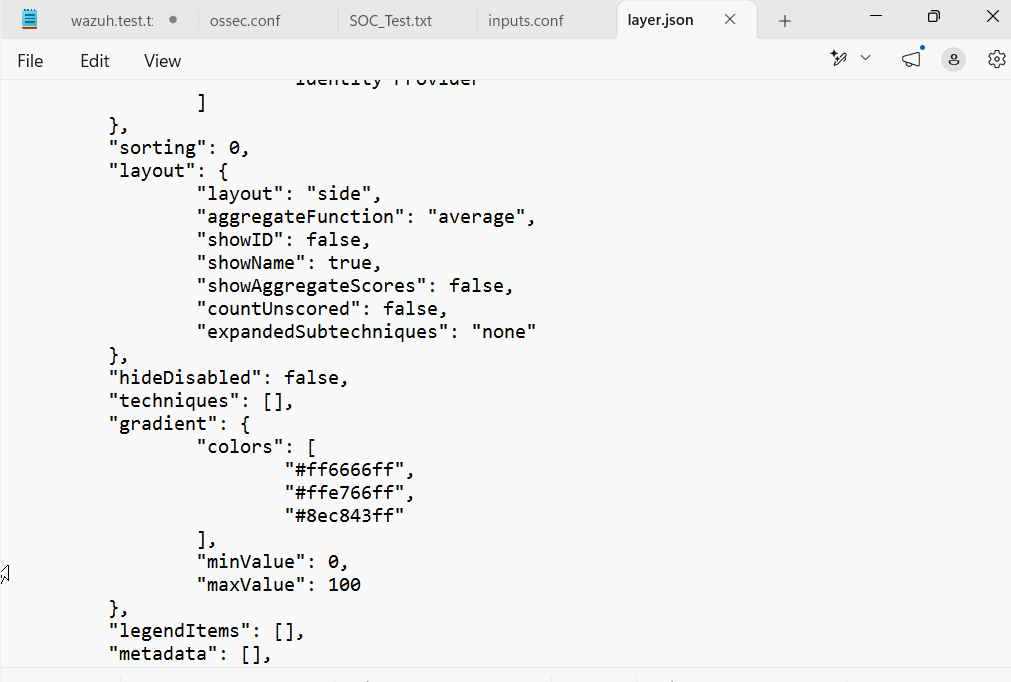 wazuh.test.t:
ossec.conf
SOC_Test.txt
inputs.conf
layer.json
File
Edit
View
Identity Provider
]
},
"sorting": 0,
"layout": {
"layout": "side",
"aggregateFunction": "average",
"showID": false,
"showName": true,
"showAggregateScores": false,
"countUnscored": false,
"expandedSubtechniques": "none"
},
"hideDisabled": false,
"techniques": [],
"gradient": {
"colors": [
"#ff6666ff",
"#ffe766ff",
"#8ec843ff"
],
"minValue": 0,
"maxValue": 100
},
"legendItems": [],
"metadata": [],